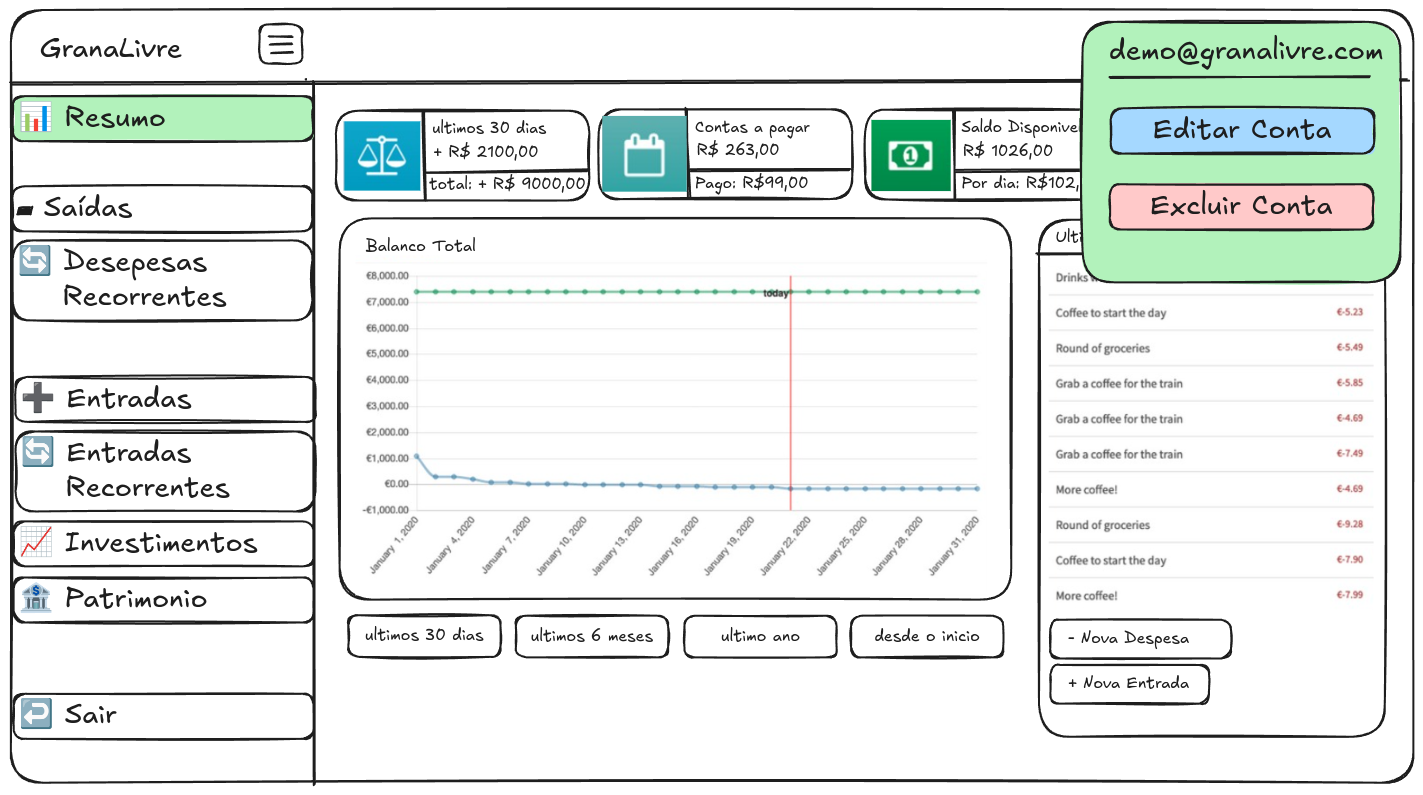 GranaLivre
demo@granalivre.com
Editar Conta
Excluir Conta
Resumo
Saídas
Desepesas
Recorrentes
Entradas
Entradas
Recorrentes
Investimentos
Patrimonio
Sair
ultimos 30 dias
+ R$ 2100,00
total: + R$ 9000,00
Contas a pagar
R$ 263,00
Pago: R$99,00
1
Saldo Disponivel
R$ 1026,00
Por dia: R$102,
Balanco Total
€8,000.00
€7,000.00
€6,000.00
€5,000.00
€4,000.00
€3,000.00
€2,000.00
€1,000.00
€0.00
-€1,000.00
today
January 1, 2020
January 4, 2020
January 7, 2020
January 10, 2020
January 13, 2020
January 16, 2020
January 19, 2020
January 22, 2020
January 25, 2020
January 28, 2020
January 31, 2020
ultimos 30 dias
ultimos 6 meses
ultimo ano
desde o inicio
Drinks
Coffee to start the day €-5.23
Round of groceries €-5.49
Grab a coffee for the train €-5.85
Grab a coffee for the train €-4.69
Grab a coffee for the train €-7.49
More coffee! €-4.69
Round of groceries €-9.28
Coffee to start the day €-7.90
More coffee! €-7.99
- Nova Despesa
+ Nova Entrada